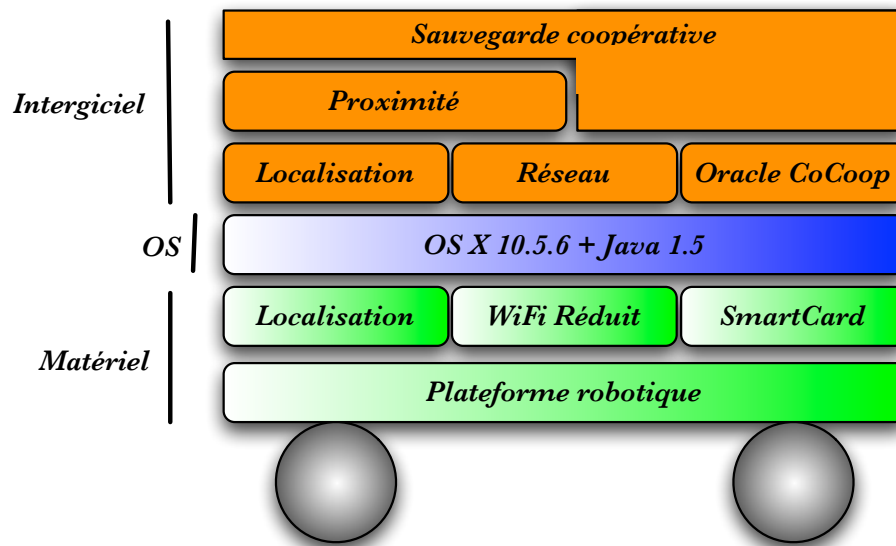 Sauvegarde coopérative
Intergiciel
Proximité
Localisation
Réseau
Oracle CoCoop
OS
OS X 10.5.6 + Java 1.5
Localisation
WiFi Réduit
SmartCard
Matériel
Plateforme robotique